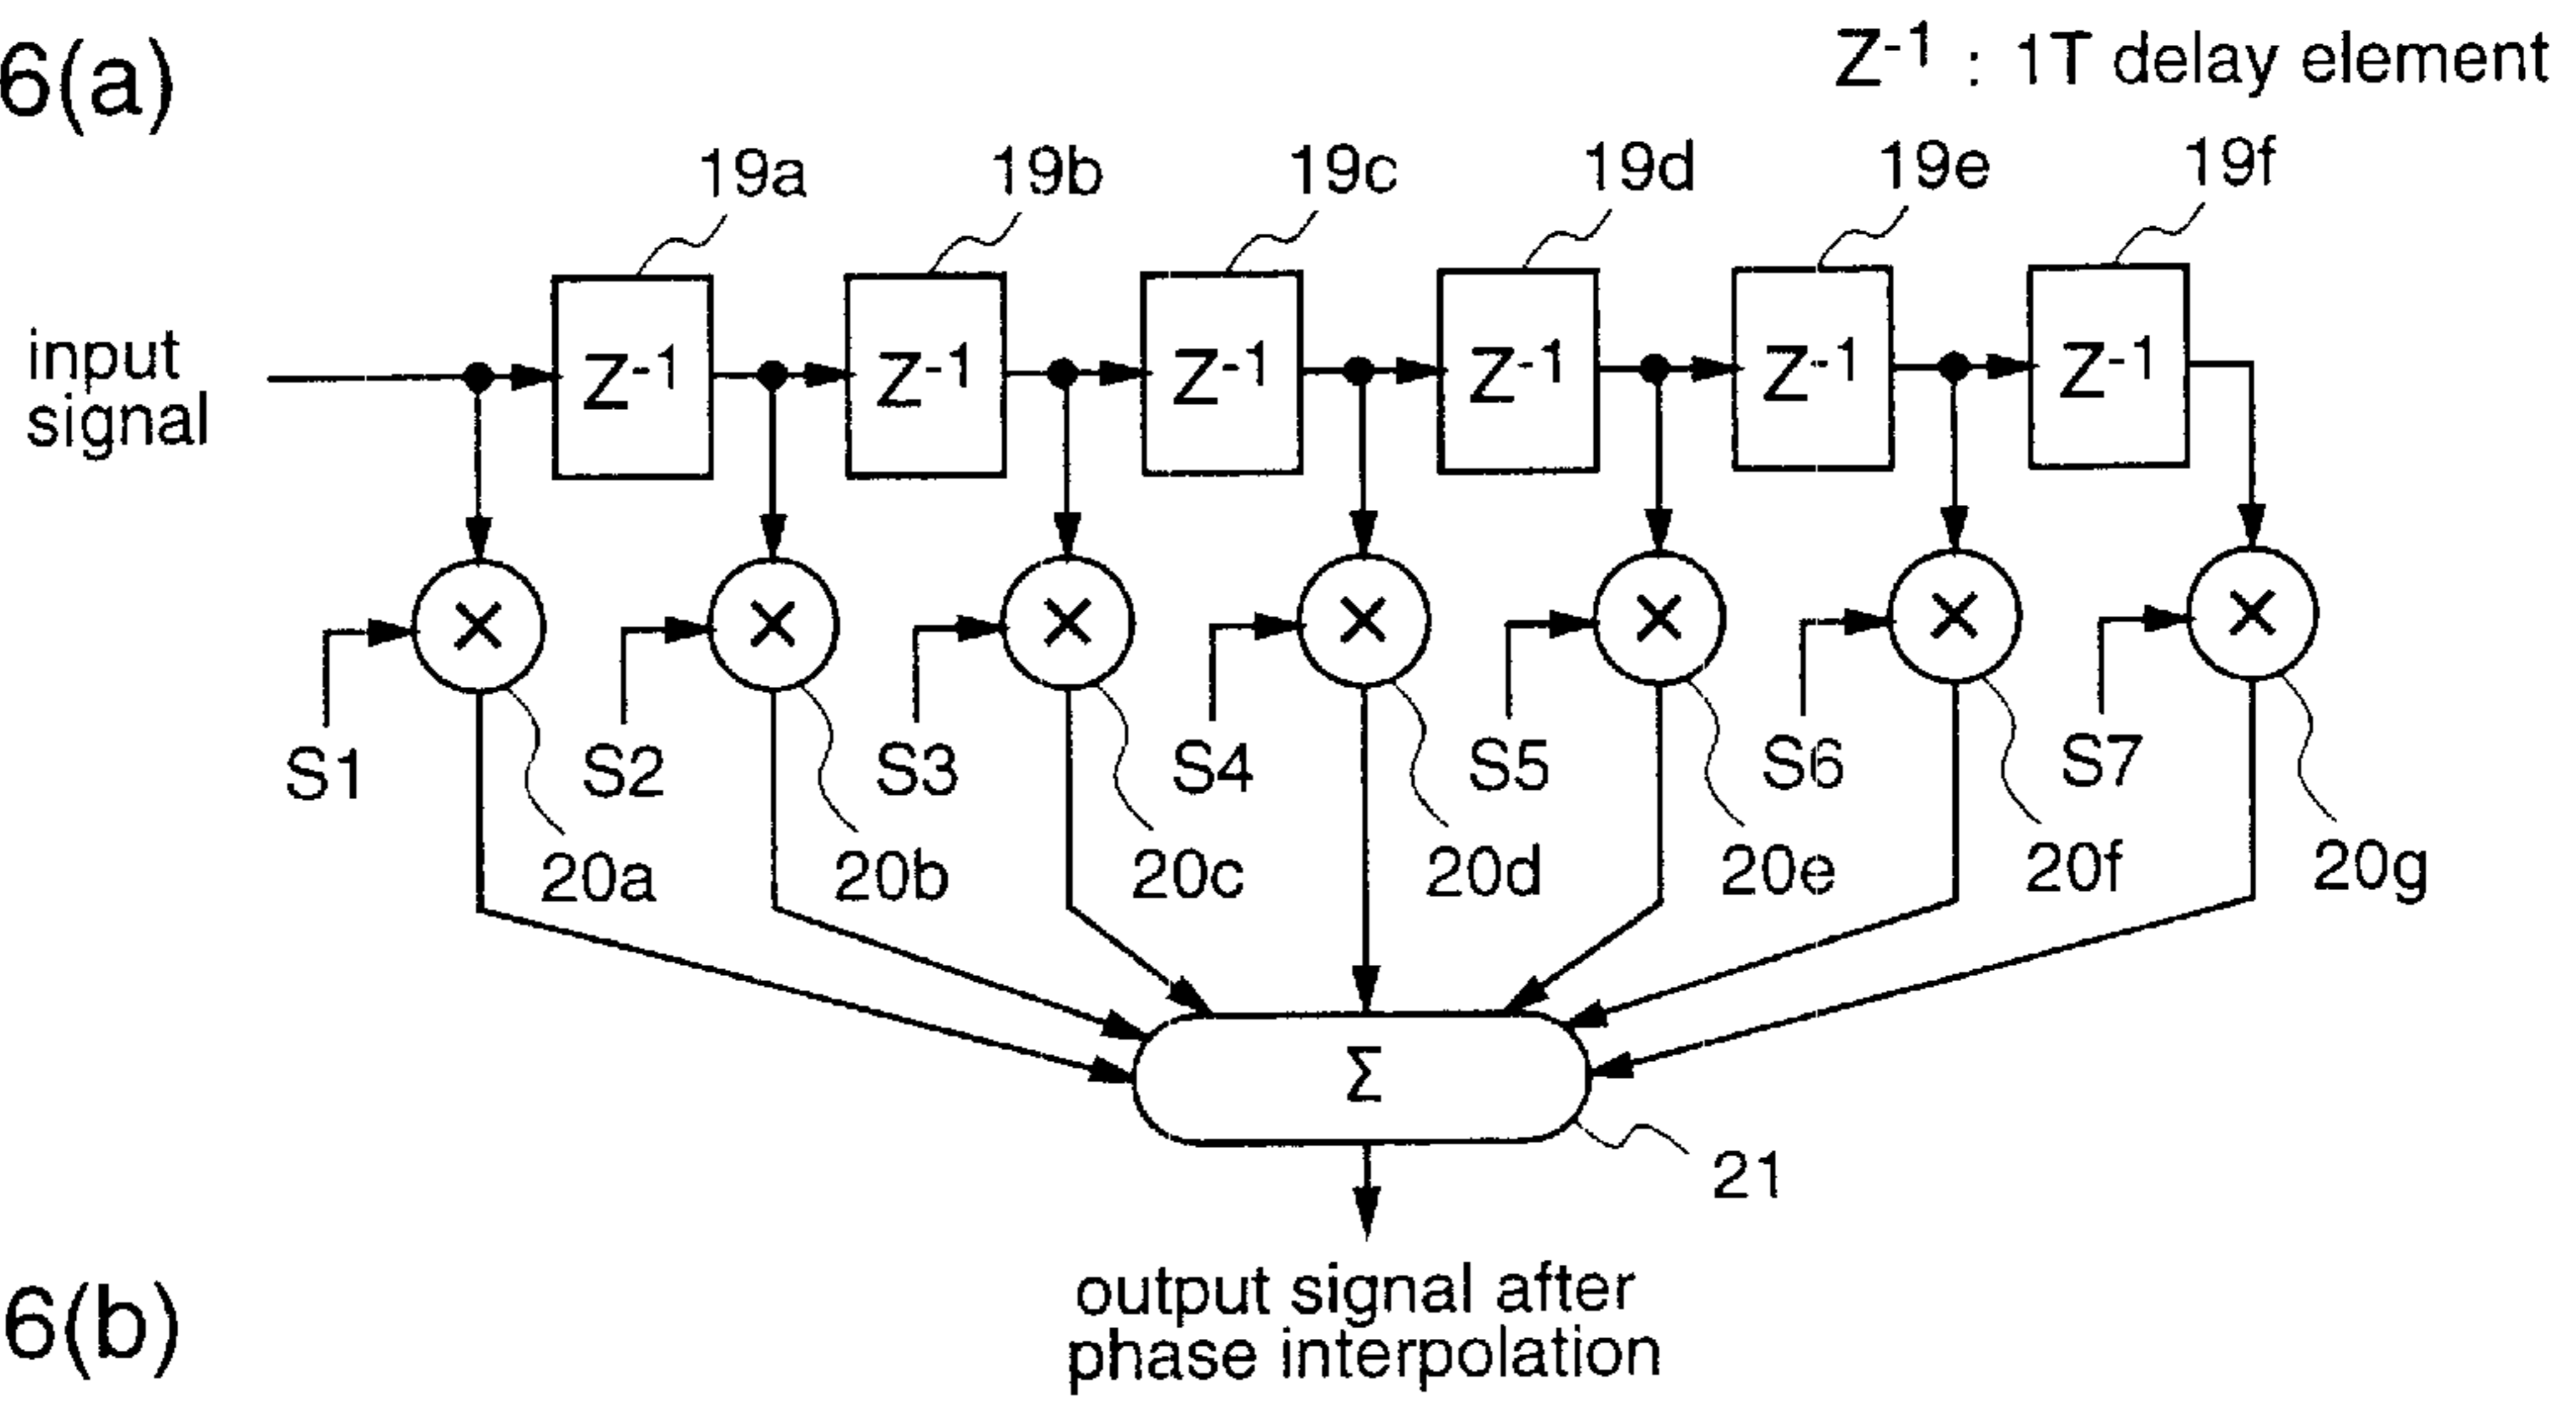 6(a)
Z-1 : 1T delay element
19a 19b 19c 19d 19e 19f
input
signal
Z-1 Z-1 Z-1 Z-1 Z-1 Z-1
S1 S2 S3 S4 S5 S6 S7
20a 20b 20c 20d 20e 20f 20g
Σ
21
output signal after
phase interpolation
6(b)